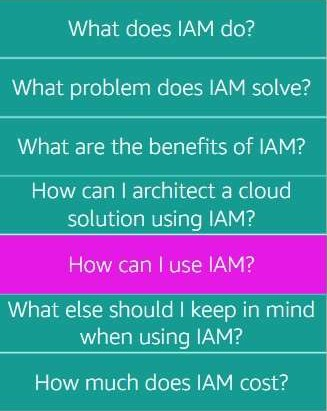 What does IAM do?
What problem does IAM solve?
What are the benefits of IAM?
How can I architect a cloud
solution using IAM?
How can I use IAM?
What else should I keep in mind
when using IAM?
How much does IAM cost?